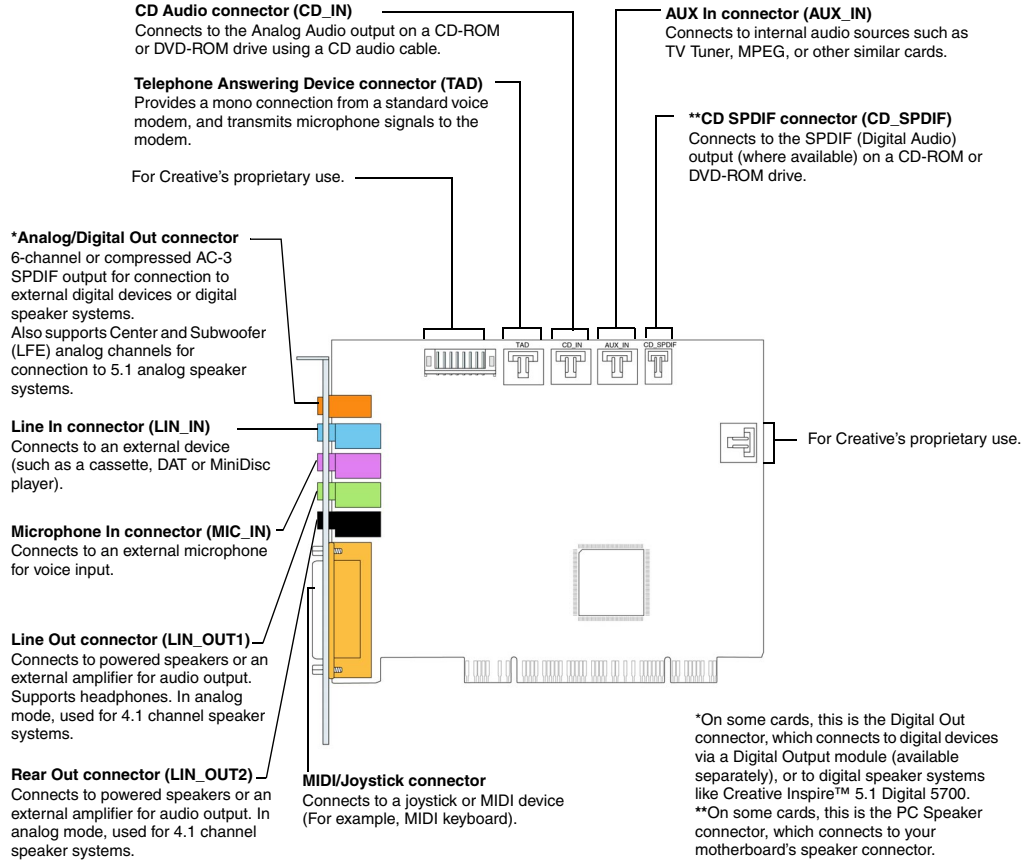 CD Audio connector (CD_IN)
Connects to the Analog Audio output on a CD-ROM
or DVD-ROM drive using a CD audio cable.
Telephone Answering Device connector (TAD)
Provides a mono connection from a standard voice
modem, and transmits microphone signals to the
modem.
For Creative’s proprietary use.
AUX In connector (AUX_IN)
Connects to internal audio sources such as
TV Tuner, MPEG, or other similar cards.
**CD SPDIF connector (CD_SPDIF)
Connects to the SPDIF (Digital Audio)
output (where available) on a CD-ROM or
DVD-ROM drive.
*Analog/Digital Out connector
6-channel or compressed AC-3
SPDIF output for connection to
external digital devices or digital
speaker systems.
Also supports Center and Subwoofer
(LFE) analog channels for
connection to 5.1 analog speaker
systems.
TAD
CD_IN
AUX_IN
CD_SPDIF
Line In connector (LIN_IN)
Connects to an external device
(such as a cassette, DAT or MiniDisc
player).
For Creative’s proprietary use.
Microphone In connector (MIC_IN)
Connects to an external microphone
for voice input.
Line Out connector (LIN_OUT1)
Connects to powered speakers or an
external amplifier for audio output.
Supports headphones. In analog
mode, used for 4.1 channel speaker
systems.
Rear Out connector (LIN_OUT2)
Connects to powered speakers or an
external amplifier for audio output. In
analog mode, used for 4.1 channel
speaker systems.
MIDI/Joystick connector
Connects to a joystick or MIDI device
(For example, MIDI keyboard).
*On some cards, this is the Digital Out
connector, which connects to digital devices
via a Digital Output module (available
separately), or to digital speaker systems
like Creative Inspire™ 5.1 Digital 5700.
**On some cards, this is the PC Speaker
connector, which connects to your
motherboard’s speaker connector.